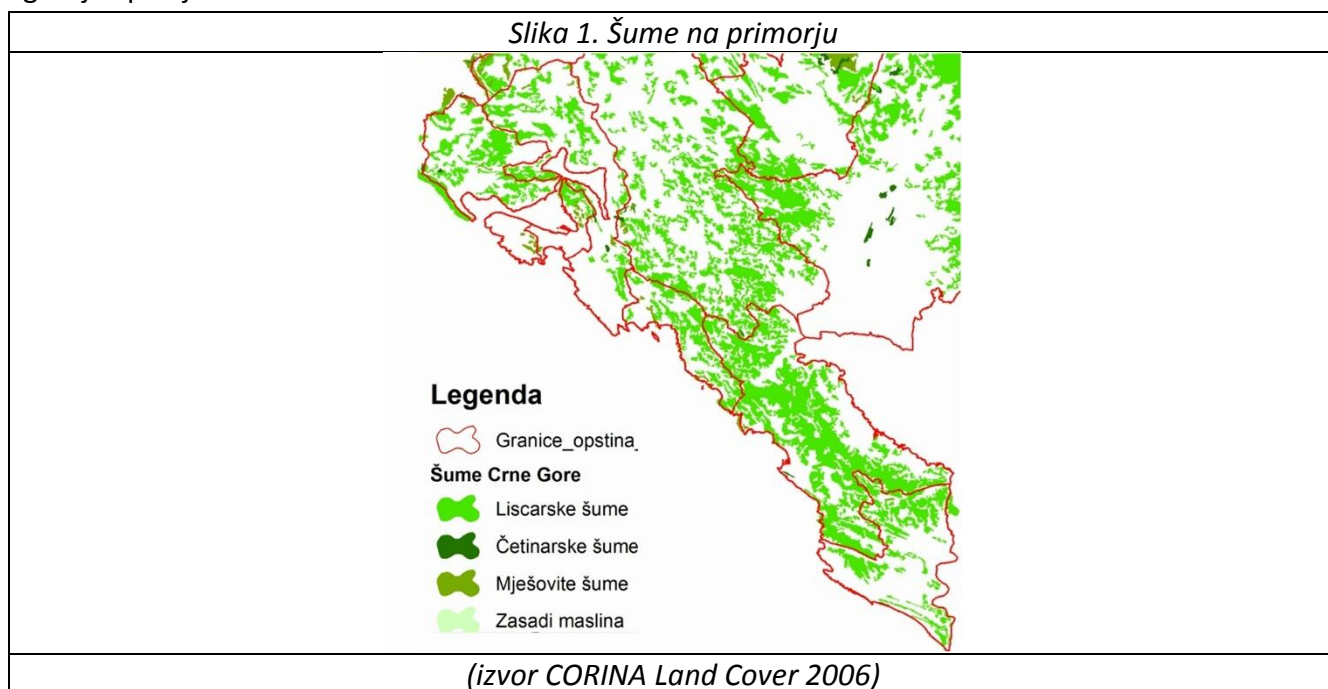 Slika 1. Šume na primorju
Legenda
Granice_opstina_
Šume Crne Gore
Liscarske šume
Četinarske šume
Mješovite šume
Zasadi maslina
(izvor CORINA Land Cover 2006)